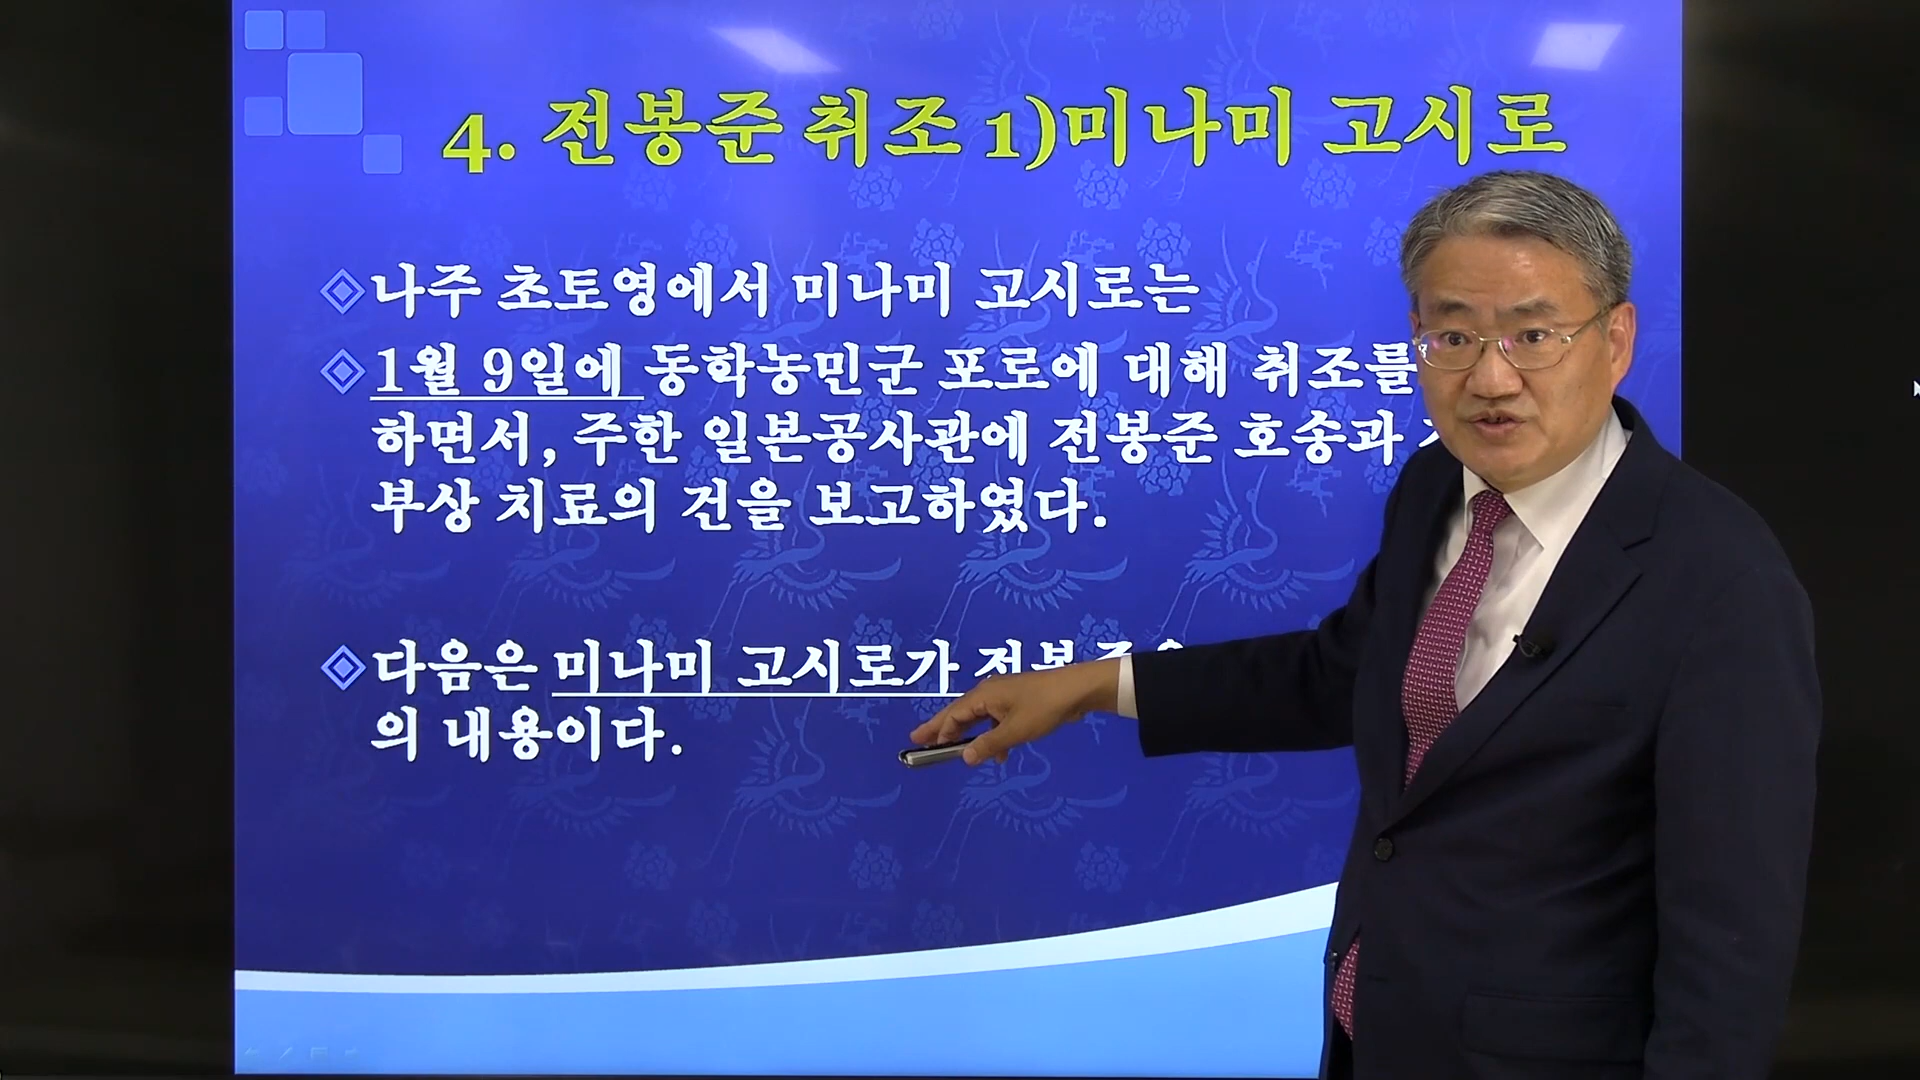 4. 전봉준 취조 1)미나미 고시로
나주 초토영에서 미나미 고시로는
1월 9일에 동학농민군 포로에 대해 취조를
하면서, 주한 일본공사관에 전봉준 호송과
부상 치료의 건을 보고하였다.
다음은 미나미 고시로가
의 내용이다.